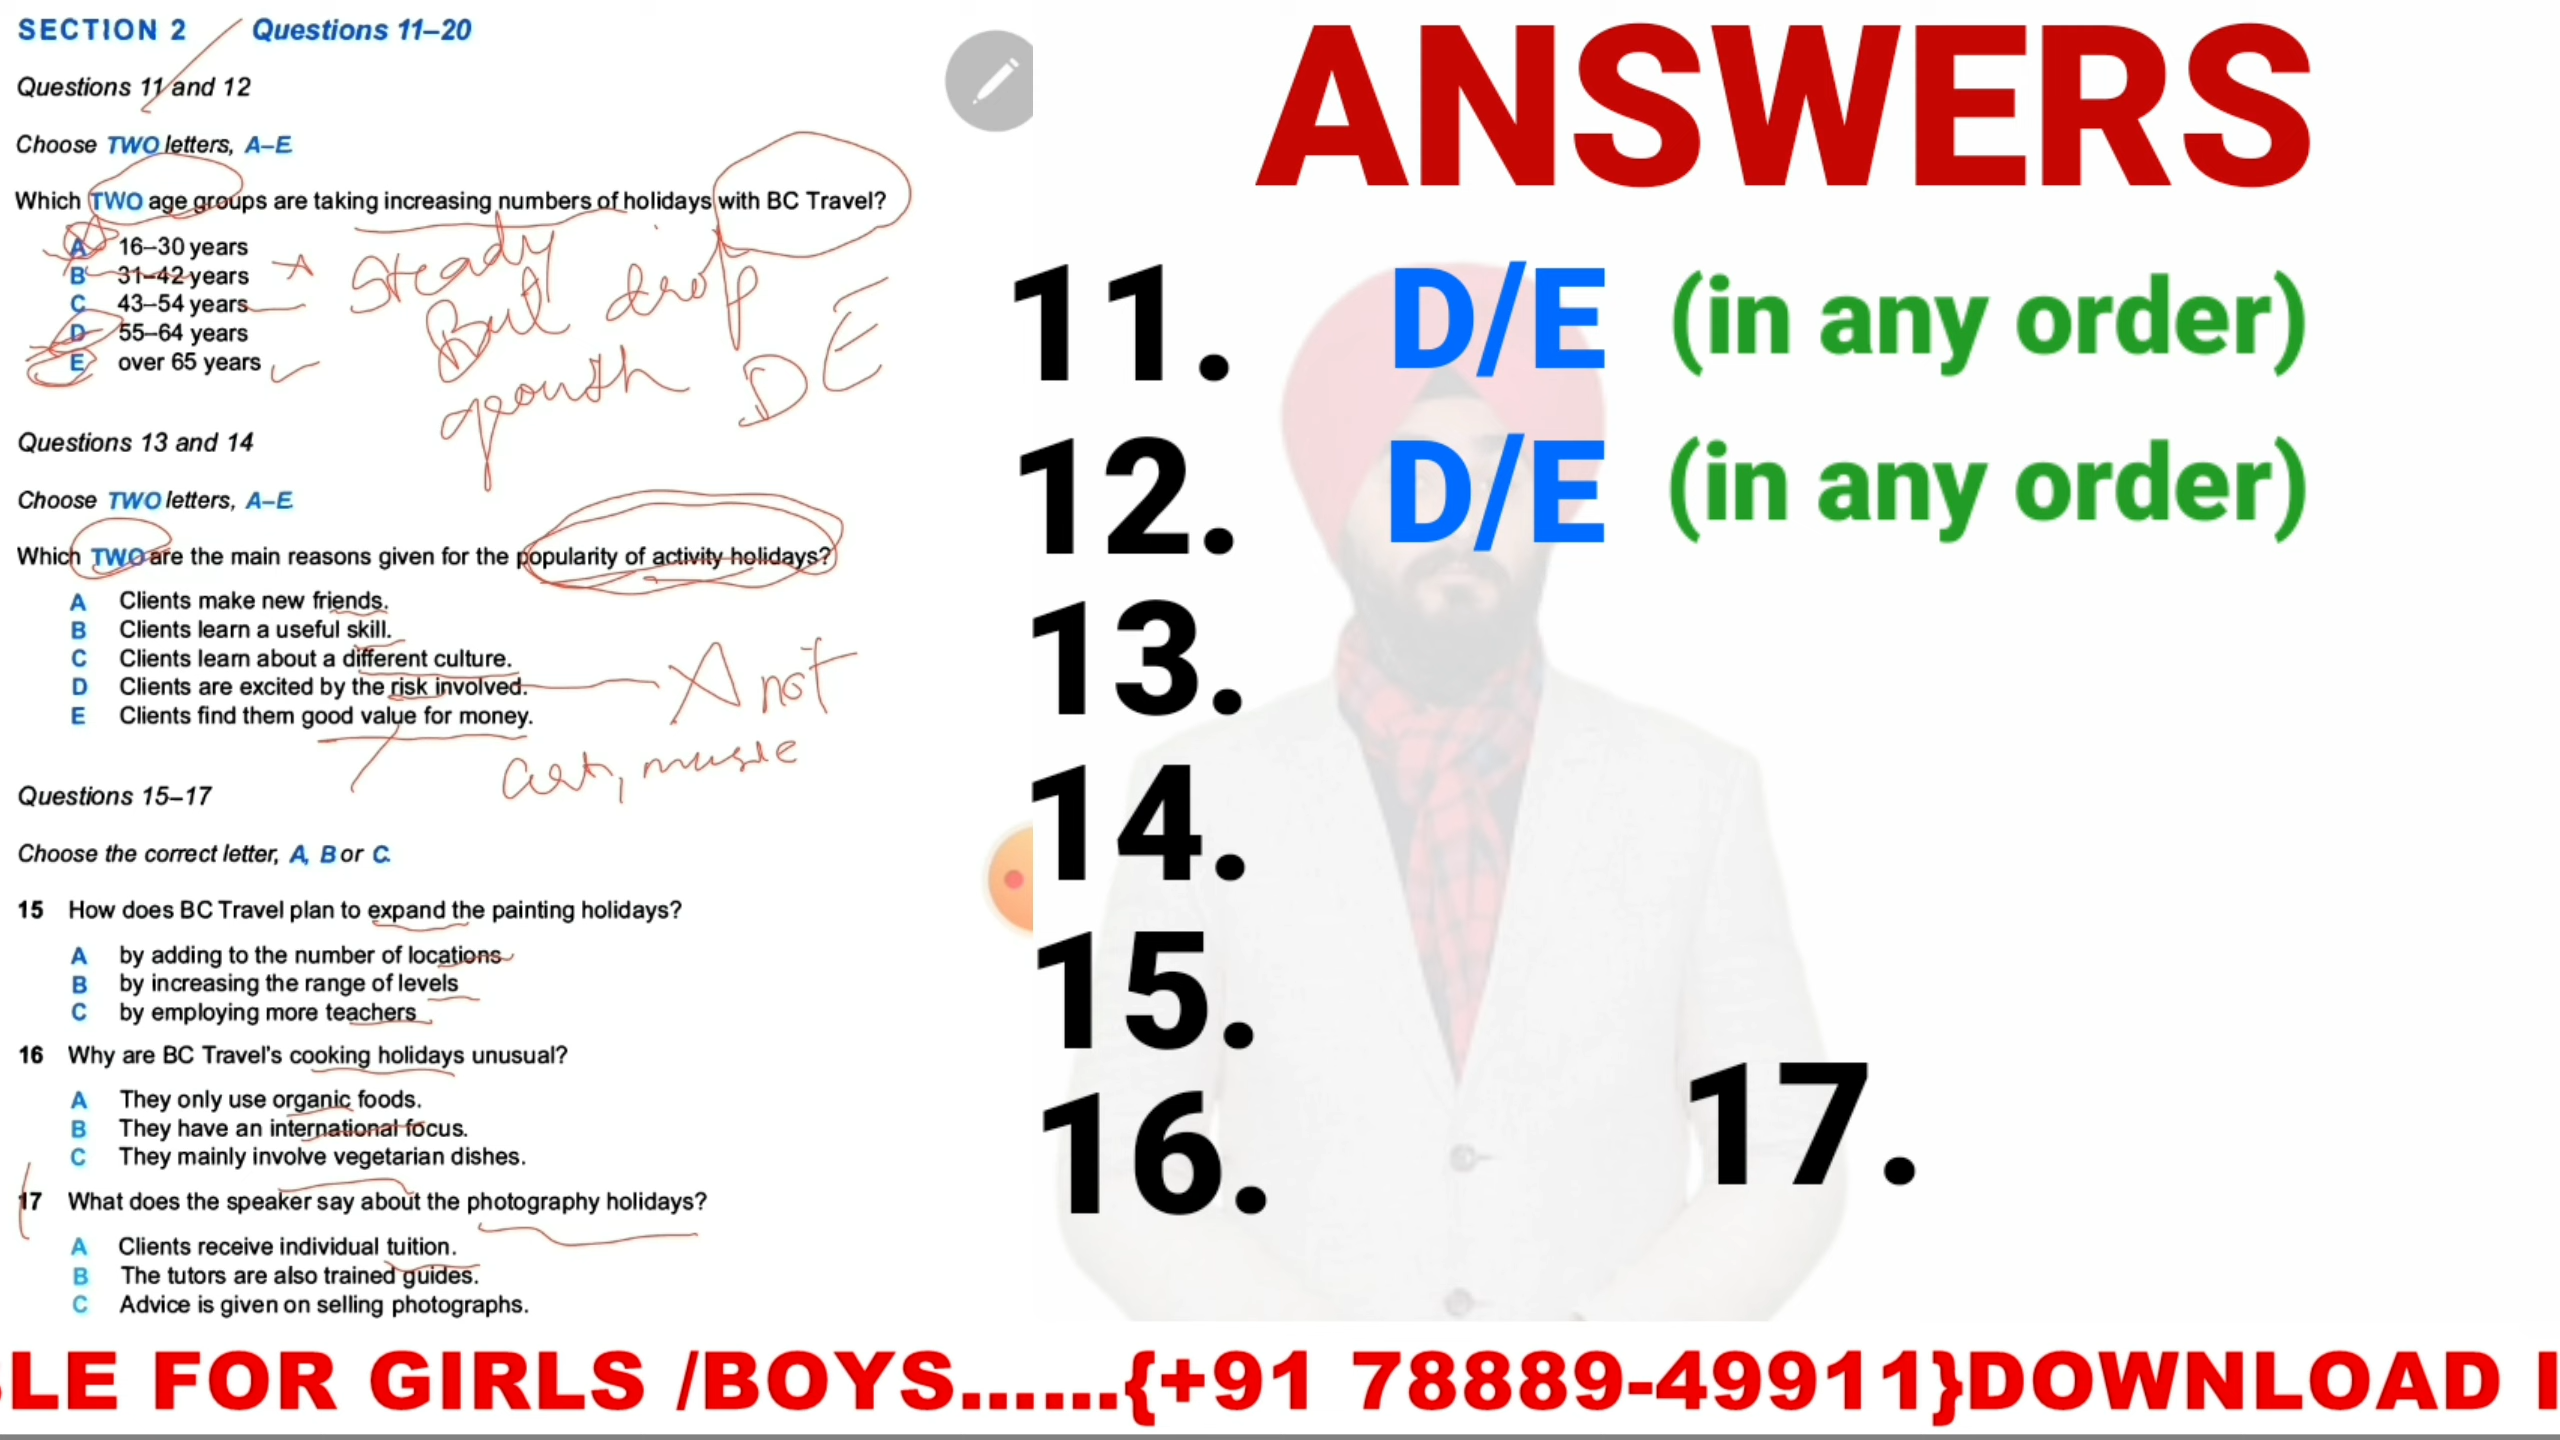 SECTION 2 Questions 11–20
Questions 11 and 12
Choose TWO letters, A–E
Which TWO age groups are taking increasing numbers of holidays with BC Travel?
A 16–30 years
B 31–42 years
C 43–54 years
D 55–64 years
E over 65 years
steady
But drop
growth D E
Questions 13 and 14
Choose TWO letters, A–E
Which TWO are the main reasons given for the popularity of activity holidays?
A Clients make new friends.
B Clients learn a useful skill.
C Clients learn about a different culture.
D Clients are excited by the risk involved.
E Clients find them good value for money.
not
Questions 15–17
Choose the correct letter, A, B or C.
15 How does BC Travel plan to expand the painting holidays?
A by adding to the number of locations
B by increasing the range of levels
C by employing more teachers
16 Why are BC Travel's cooking holidays unusual?
A They only use organic foods.
B They have an international focus.
C They mainly involve vegetarian dishes.
17 What does the speaker say about the photography holidays?
A Clients receive individual tuition.
B The tutors are also trained guides.
C Advice is given on selling photographs.
ANSWERS
11. D/E (in any order)
12. D/E (in any order)
13.
14.
15.
16.
17.
LE FOR GIRLS /BOYS......{+91 78889-49911}DOWNLOAD I